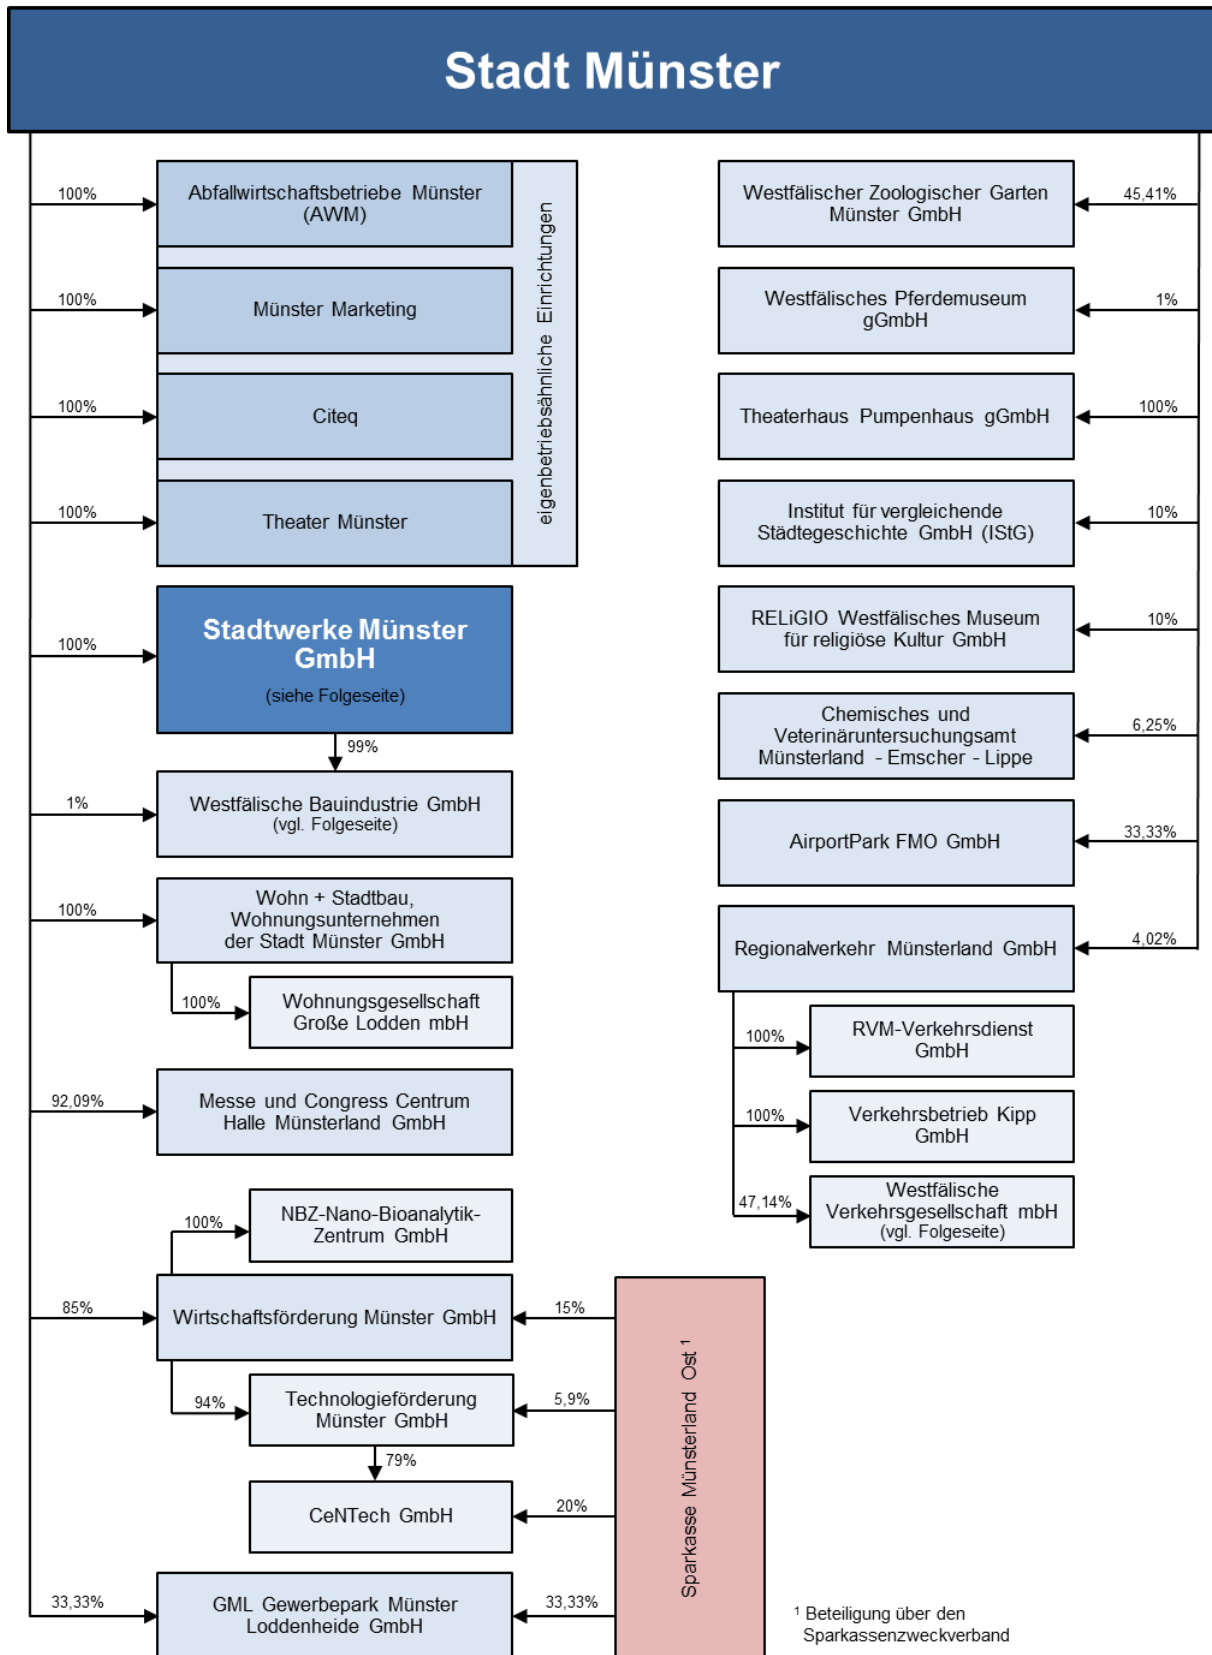 Stadt Münster
100%
Abfallwirtschaftsbetriebe Münster
(AWM)
100%
Münster Marketing
100%
Citeq
100%
Theater Münster
eigenbetriebsähnliche Einrichtungen
100%
Stadtwerke Münster
GmbH
(siehe Folgeseite)
99%
1%
Westfälische Bauindustrie GmbH
(vgl. Folgeseite)
100%
Wohn + Stadtbau,
Wohnungsunternehmen
der Stadt Münster GmbH
100%
Wohnungsgesellschaft
Große Lodden mbH
92,09%
Messe und Congress Centrum
Halle Münsterland GmbH
100%
NBZ-Nano-Bioanalytik-
Zentrum GmbH
85%
Wirtschaftsförderung Münster GmbH
15%
94%
Technologieförderung
Münster GmbH
5,9%
79%
CeNTech GmbH
20%
33,33%
GML Gewerbepark Münster
Loddenheide GmbH
33,33%
Sparkasse Münsterland Ost ¹
Westfälischer Zoologischer Garten
Münster GmbH
45,41%
Westfälisches Pferdemuseum
gGmbH
1%
Theaterhaus Pumpenhaus gGmbH
100%
Institut für vergleichende
Städtegeschichte GmbH (IStG)
10%
RELiGIO Westfälisches Museum
für religiöse Kultur GmbH
10%
Chemisches und
Veterinäruntersuchungsamt
Münsterland - Emscher - Lippe
6,25%
AirportPark FMO GmbH
33,33%
Regionalverkehr Münsterland GmbH
4,02%
100%
RVM-Verkehrsdienst
GmbH
100%
Verkehrsbetrieb Kipp
GmbH
47,14%
Westfälische
Verkehrsgesellschaft mbH
(vgl. Folgeseite)
¹ Beteiligung über den
Sparkassenzweckverband